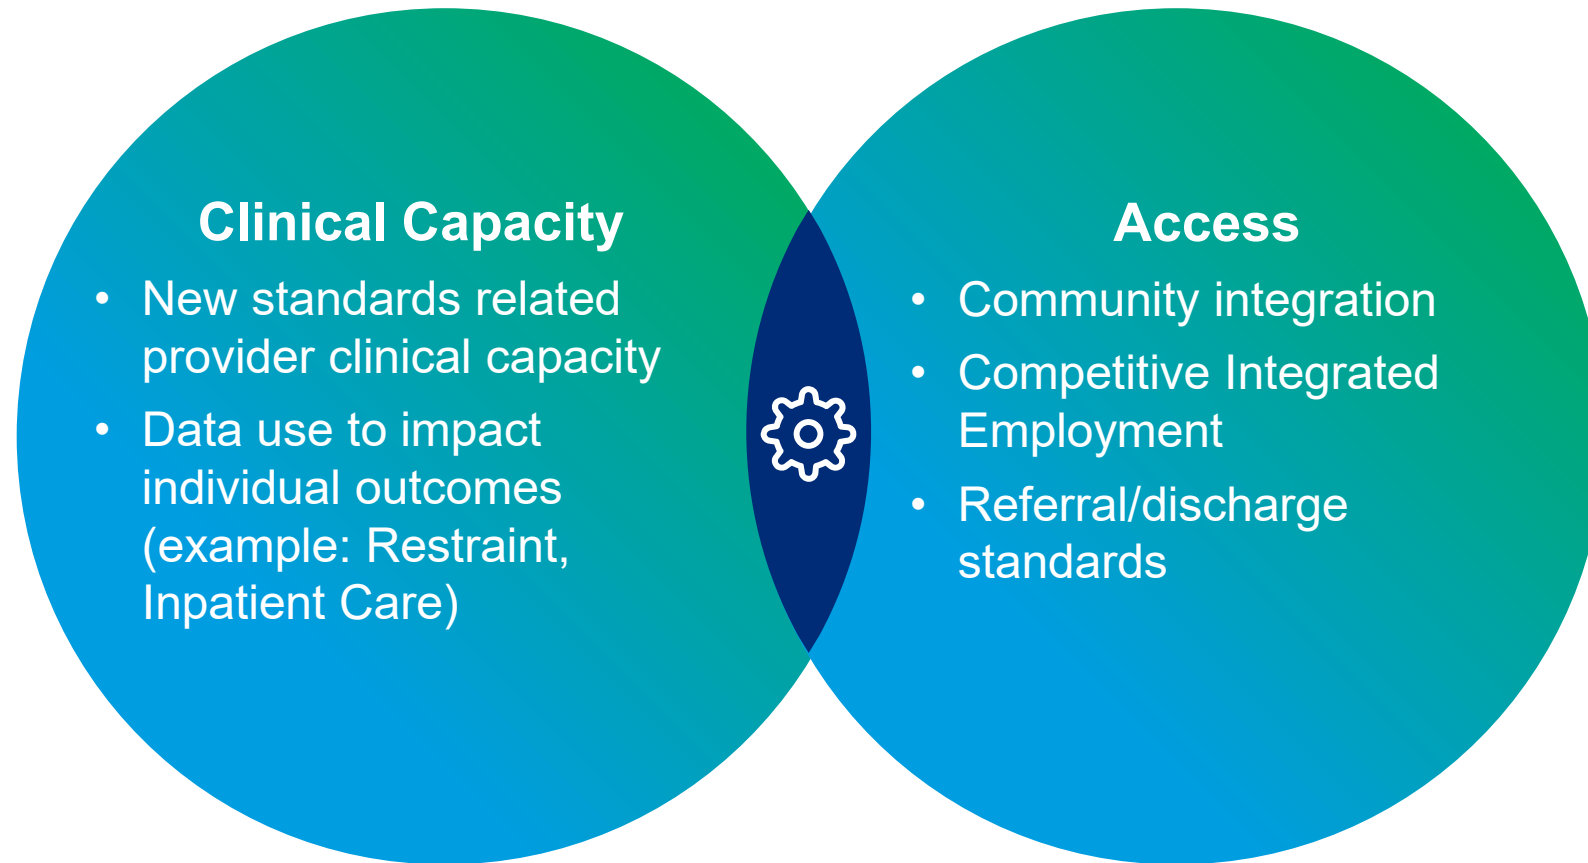 Clinical Capacity
• New standards related
provider clinical capacity
• Data use to impact
individual outcomes
(example: Restraint,
Inpatient Care)
Access
• Community integration
• Competitive Integrated
Employment
• Referral/discharge
standards